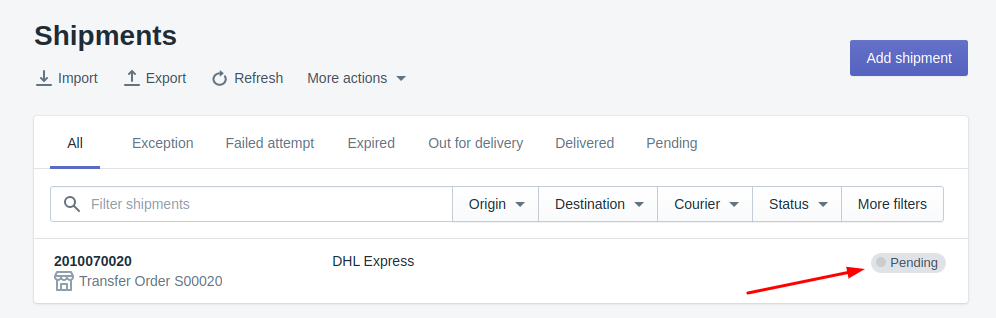 Shipments
Import Export Refresh More actions
Add shipment
All Exception Failed attempt Expired Out for delivery Delivered Pending
Filter shipments Origin Destination Courier Status More filters
2010070020 DHL Express Pending
Transfer Order S00020